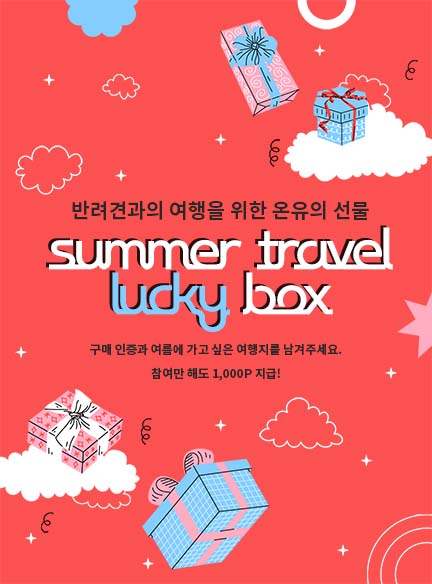 반려견과의 여행을 위한 온유의 선물
summer travel
lucky box
구매 인증과 여름에 가고 싶은 여행지를 남겨주세요.
참여만 해도 1,000P 지급!